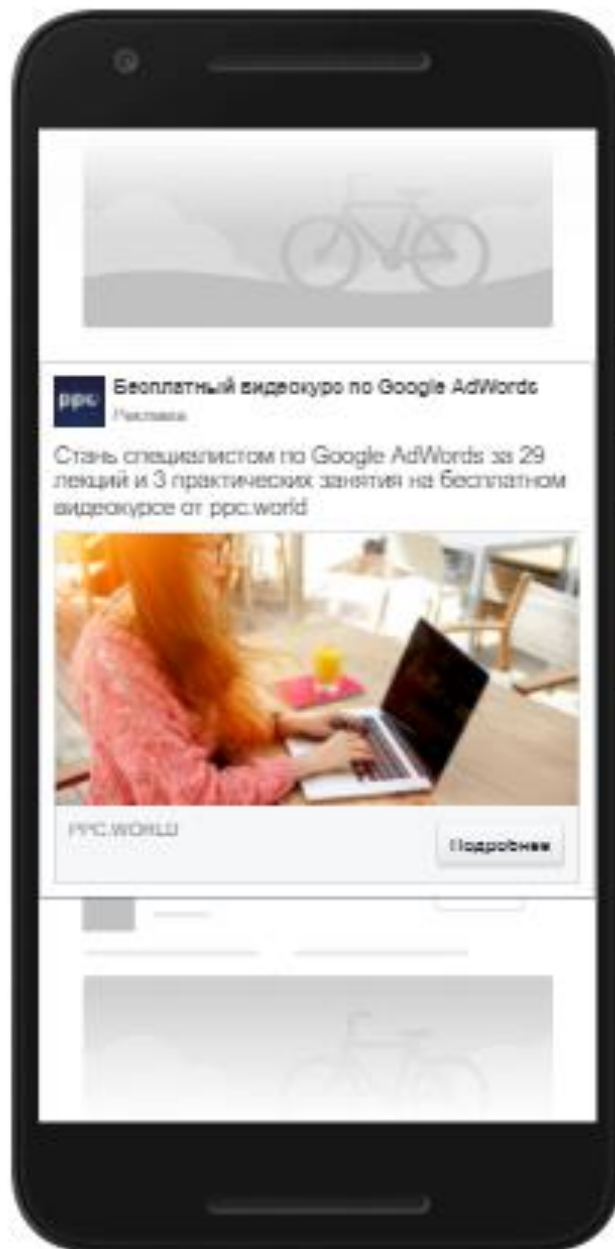 ppc
Бесплатный видеокурс по Google AdWords
Реклама
Стань специалистом по Google AdWords за 29
лекций и 3 практических занятия на бесплатном
видеокурсе от ppc.world
PPC.WORLD
Подробнее